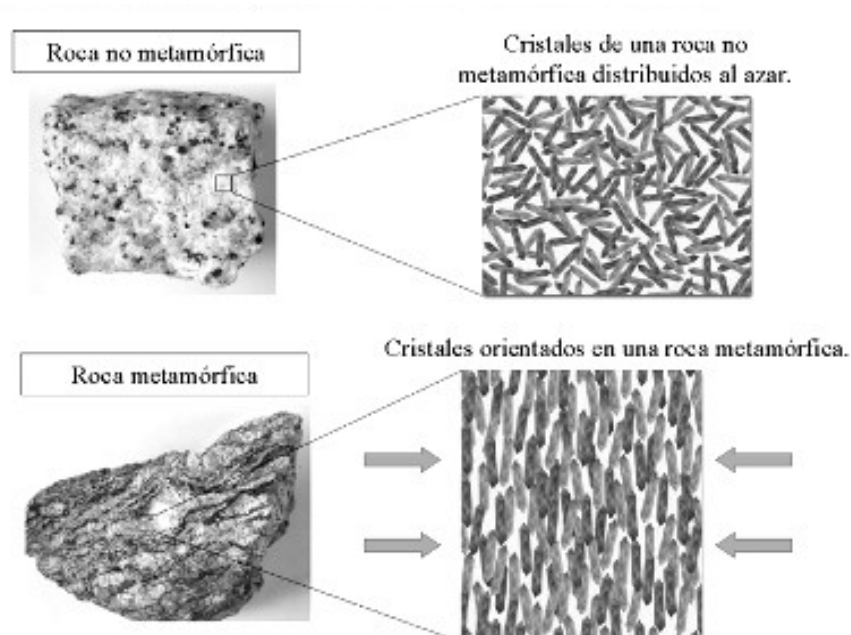 Roca no metamórfica
Cristales de una roca no
metamórfica distribuidos al azar.
Cristales orientados en una roca metamórfica.
Roca metamórfica